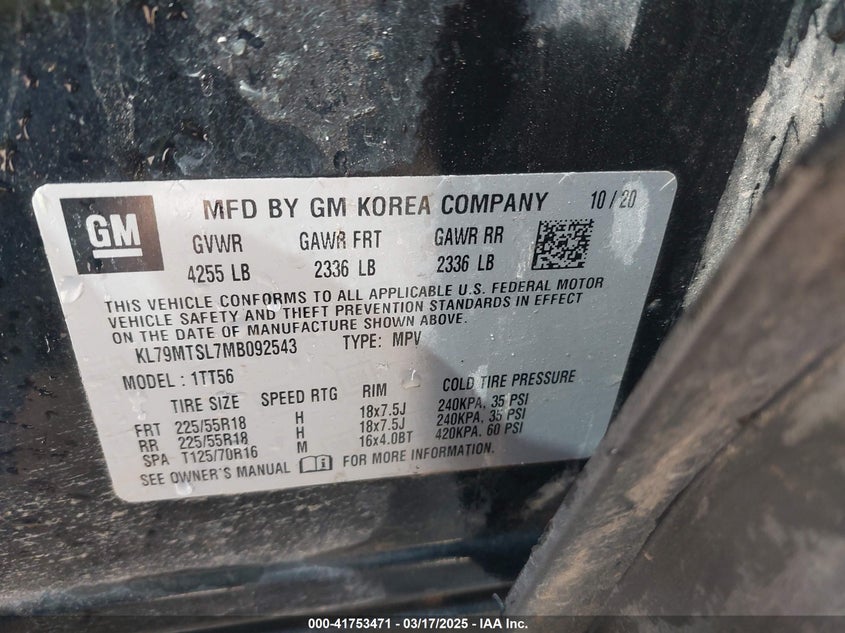 GM
MFD BY GM KOREA COMPANY 10/20
GVWR GAWR FRT GAWR RR
4255 LB 2336 LB 2336 LB
THIS VEHICLE CONFORMS TO ALL APPLICABLE U.S. FEDERAL MOTOR
VEHICLE SAFETY AND THEFT PREVENTION STANDARDS IN EFFECT
ON THE DATE OF MANUFACTURE SHOWN ABOVE.
KL79MTSL7MB092543 TYPE: MPV
MODEL: 1TT56
TIRE SIZE SPEED RTG RIM COLD TIRE PRESSURE
FRT 225/55R18 H 18x7.5J 240KPA, 35 PSI
RR 225/55R18 H 18x7.5J 240KPA, 35 PSI
SPA T125/70R16 M 16x4.0BT 420KPA, 60 PSI
SEE OWNER'S MANUAL FOR MORE INFORMATION.
000-41753471 - 03/17/2025 - IAA Inc.